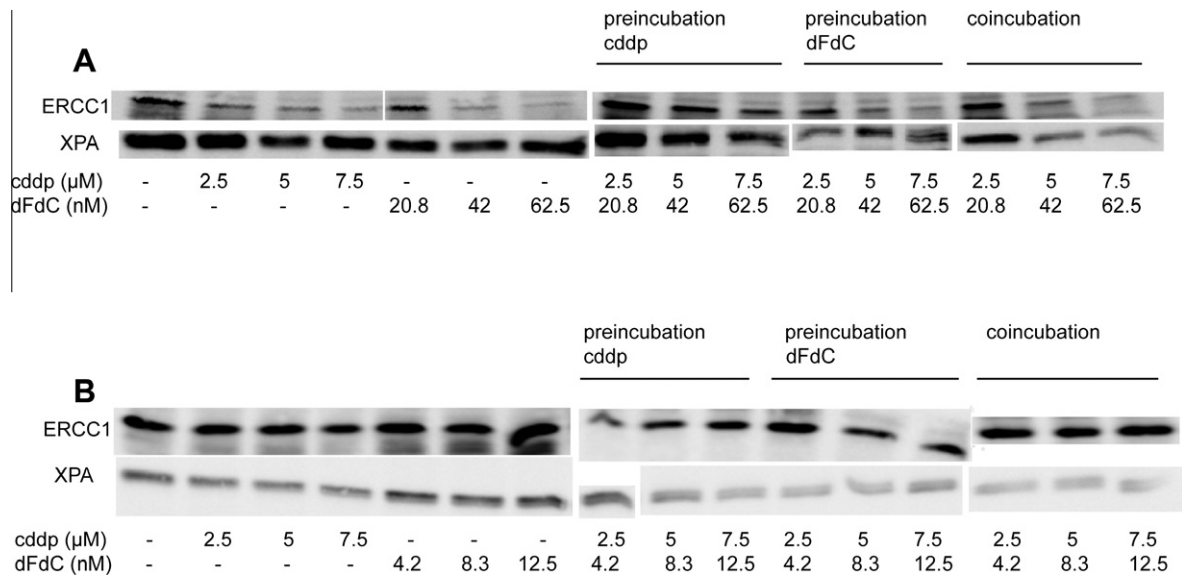 preincubation preincubation coincubation
cddp dFdC
A
ERCC1
XPA
cddp (µM) - 2.5 5 7.5 - - - 2.5 5 7.5 2.5 5 7.5 2.5 5 7.5
dFdC (nM) - - - - 20.8 42 62.5 20.8 42 62.5 20.8 42 62.5 20.8 42 62.5
preincubation preincubation coincubation
cddp dFdC
B
ERCC1
XPA
cddp (µM) - 2.5 5 7.5 - - - 2.5 5 7.5 2.5 5 7.5 2.5 5 7.5
dFdC (nM) - - - - 4.2 8.3 12.5 4.2 8.3 12.5 4.2 8.3 12.5 4.2 8.3 12.5